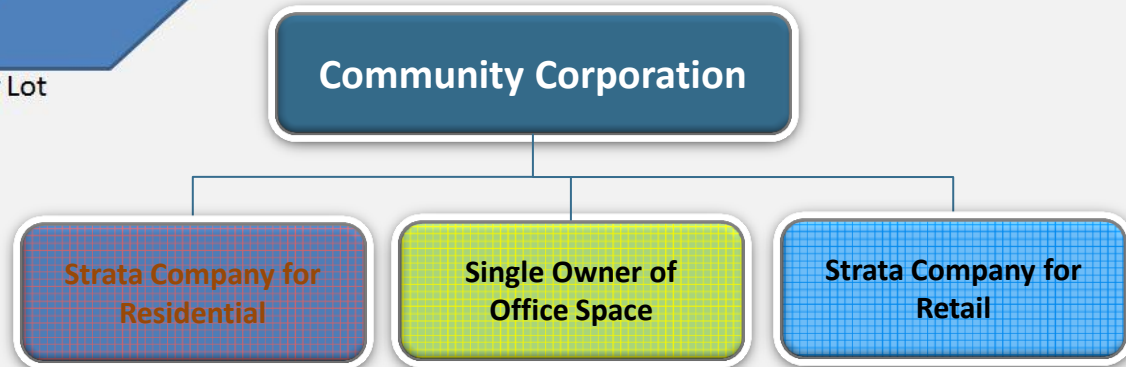 Lot
Community Corporation
Strata Company for
Residential
Single Owner of
Office Space
Strata Company for
Retail